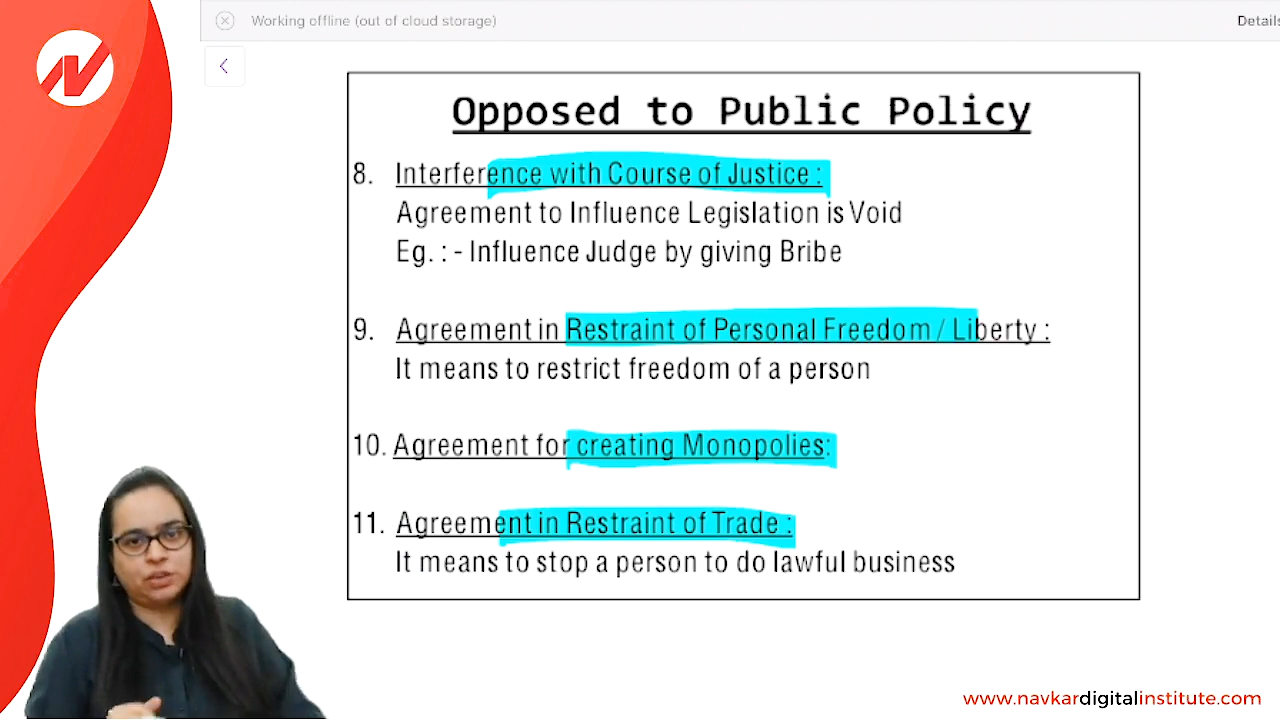 Working offline (out of cloud storage)
Details
Opposed to Public Policy
8. Interference with Course of Justice :
Agreement to Influence Legislation is Void
Eg. : - Influence Judge by giving Bribe
9. Agreement in Restraint of Personal Freedom / Liberty :
It means to restrict freedom of a person
10. Agreement for creating Monopolies:
11. Agreement in Restraint of Trade :
It means to stop a person to do lawful business
www.navkardigitalinstitute.com